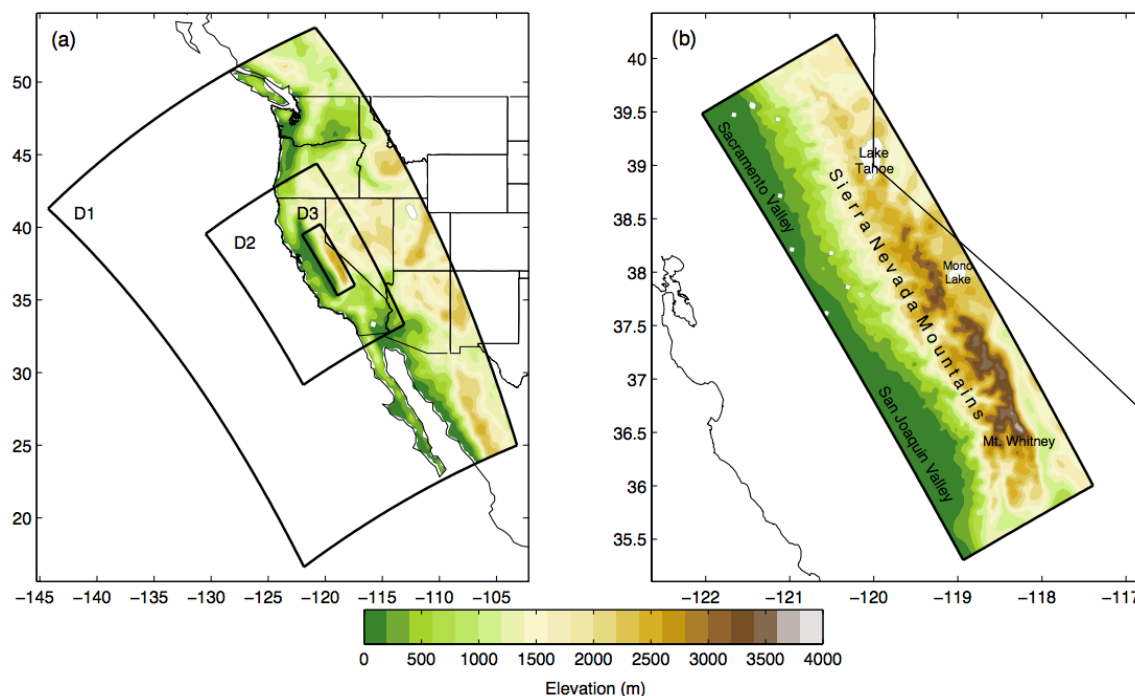 (a)
D1
D2
D3
50
45
40
35
30
25
20
−145 −140 −135 −130 −125 −120 −115 −110 −105
(b)
Sacramento Valley
Lake
Tahoe
Sierra Nevada Mountains
Mono
Lake
San Joaquin Valley
Mt. Whitney
40
39.5
39
38.5
38
37.5
37
36.5
36
35.5
−122 −121 −120 −119 −118 −117
0 500 1000 1500 2000 2500 3000 3500 4000
Elevation (m)